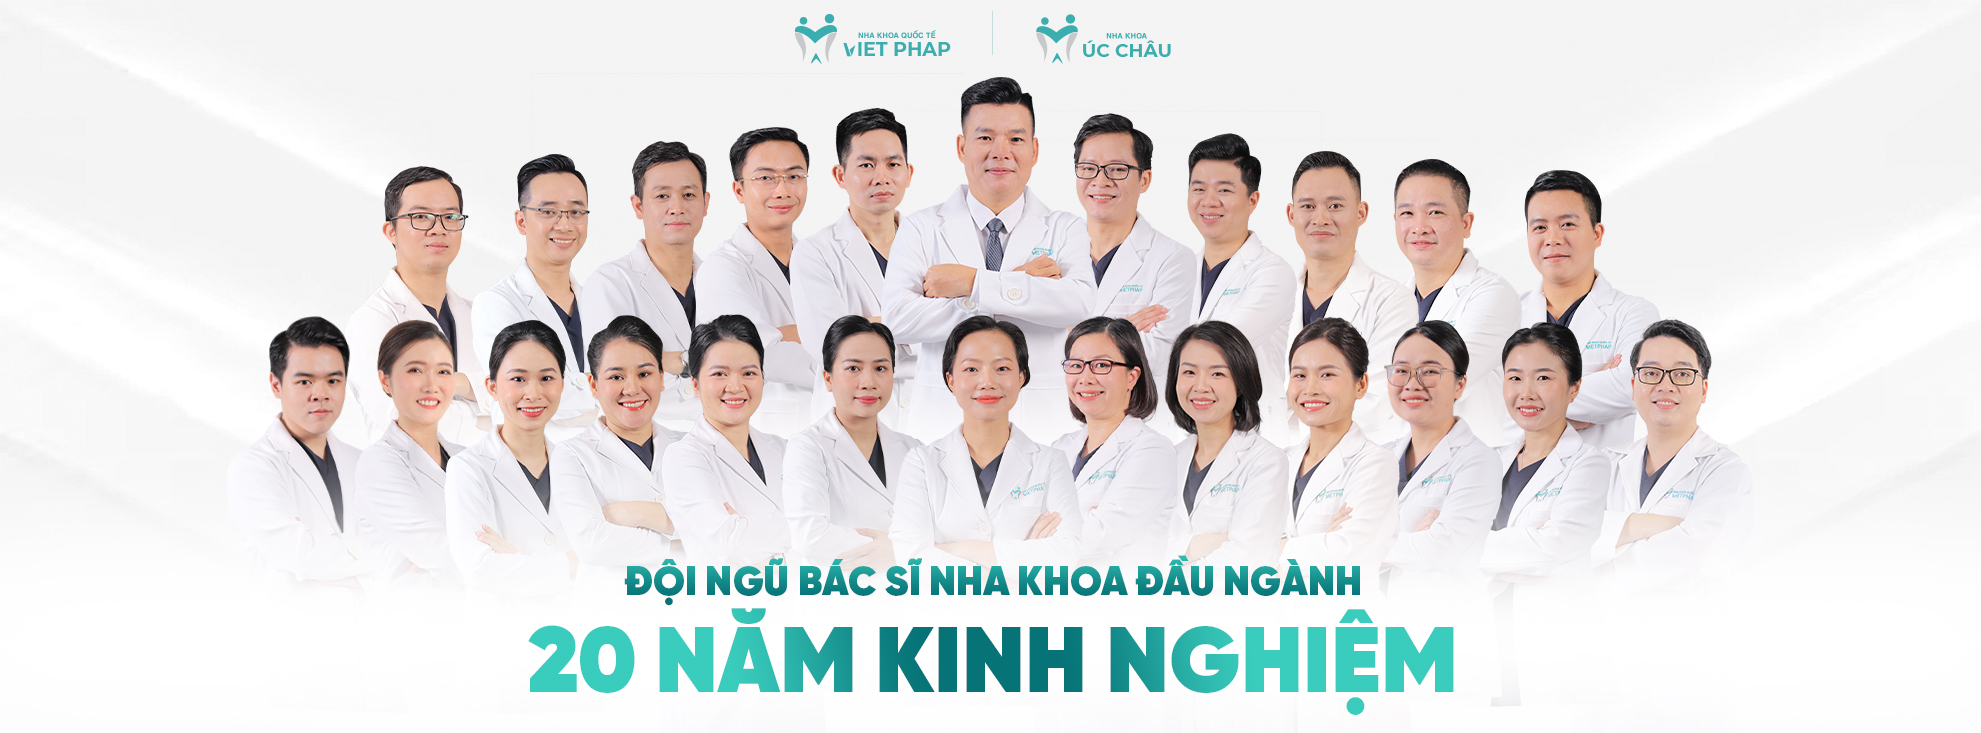 NHA KHOA QUỐC TẾ
VIET PHAP
NHA KHOA
ÚC CHÂU
ĐỘI NGŨ BÁC SĨ NHA KHOA ĐẦU NGÀNH
20 NĂM KINH NGHIỆM